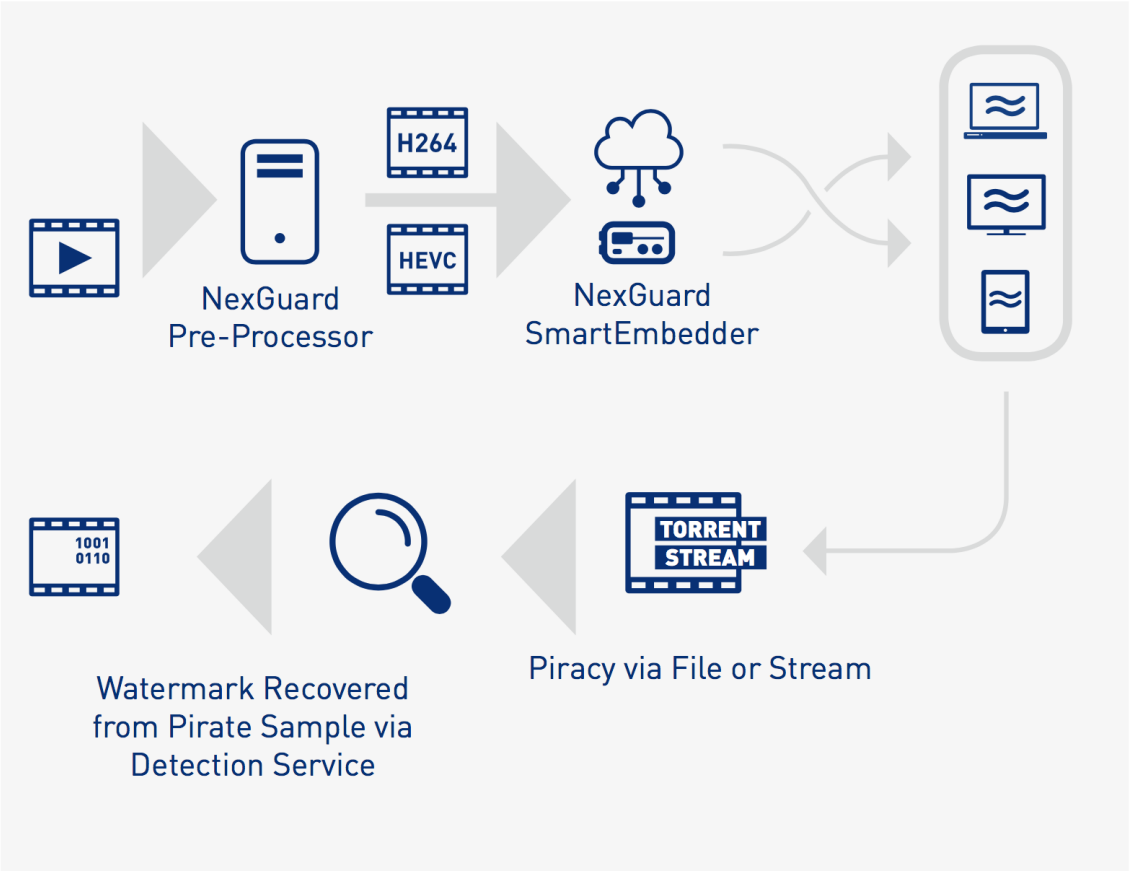 H264
HEVC
NexGuard
Pre-Processor
NexGuard
SmartEmbedder
1001
0110
TORRENT
STREAM
Piracy via File or Stream
Watermark Recovered
from Pirate Sample via
Detection Service